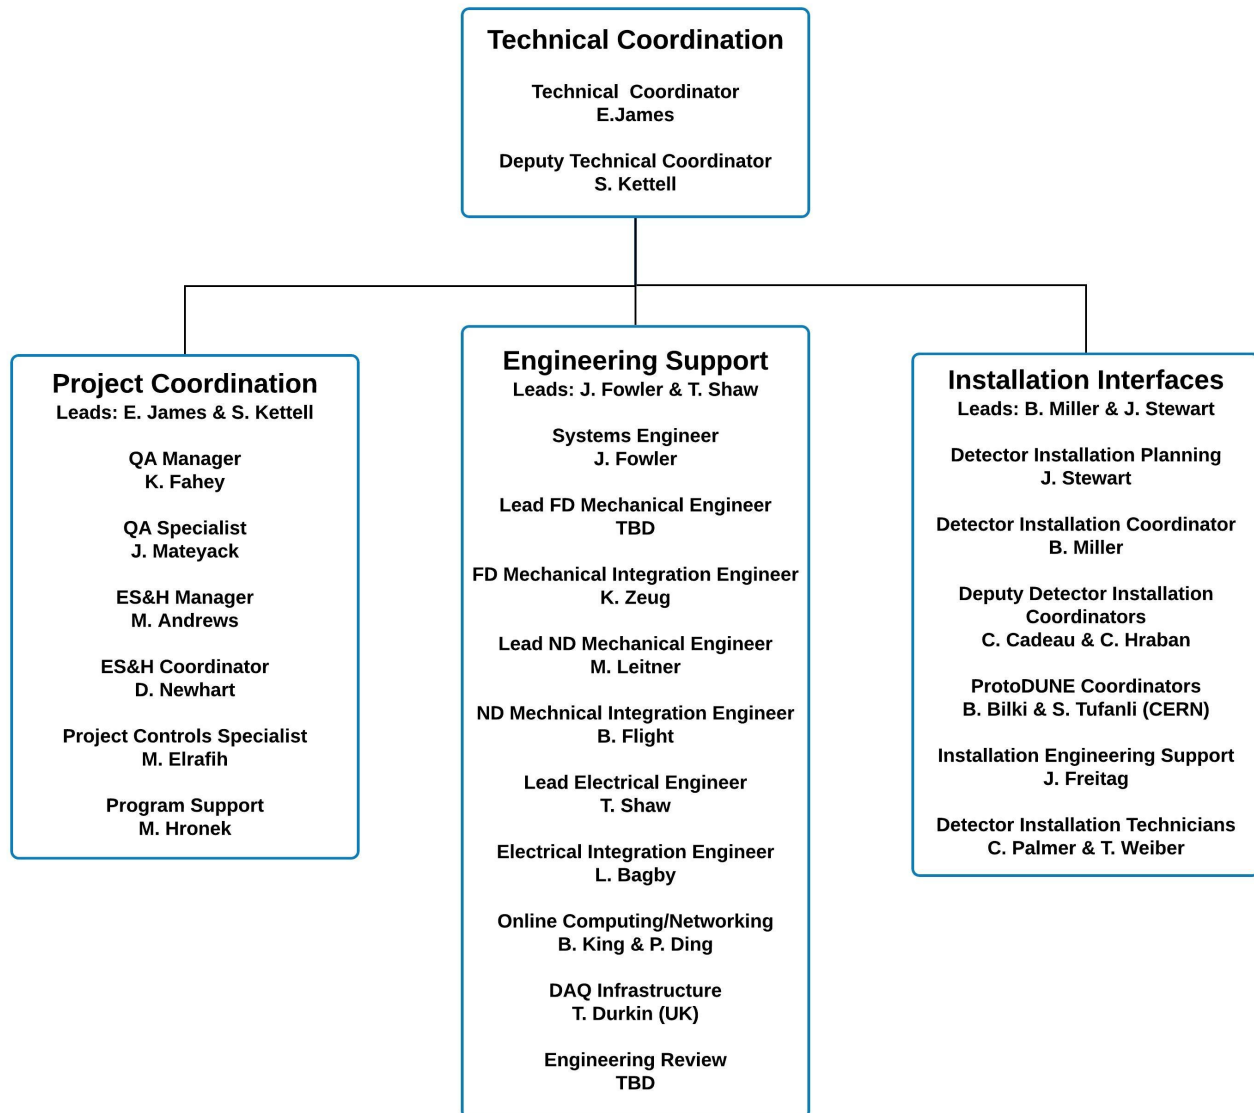 Technical Coordination
Technical Coordinator
E.James
Deputy Technical Coordinator
S. Kettell
Project Coordination
Leads: E. James & S. Kettell
QA Manager
K. Fahey
QA Specialist
J. Mateyack
ES&H Manager
M. Andrews
ES&H Coordinator
D. Newhart
Project Controls Specialist
M. Elrafih
Program Support
M. Hronek
Engineering Support
Leads: J. Fowler & T. Shaw
Systems Engineer
J. Fowler
Lead FD Mechanical Engineer
TBD
FD Mechanical Integration Engineer
K. Zeug
Lead ND Mechanical Engineer
M. Leitner
ND Mechnical Integration Engineer
B. Flight
Lead Electrical Engineer
T. Shaw
Electrical Integration Engineer
L. Bagby
Online Computing/Networking
B. King & P. Ding
DAQ Infrastructure
T. Durkin (UK)
Engineering Review
TBD
Installation Interfaces
Leads: B. Miller & J. Stewart
Detector Installation Planning
J. Stewart
Detector Installation Coordinator
B. Miller
Deputy Detector Installation
Coordinators
C. Cadeau & C. Hraban
ProtoDUNE Coordinators
B. Bilki & S. Tufanli (CERN)
Installation Engineering Support
J. Freitag
Detector Installation Technicians
C. Palmer & T. Weiber